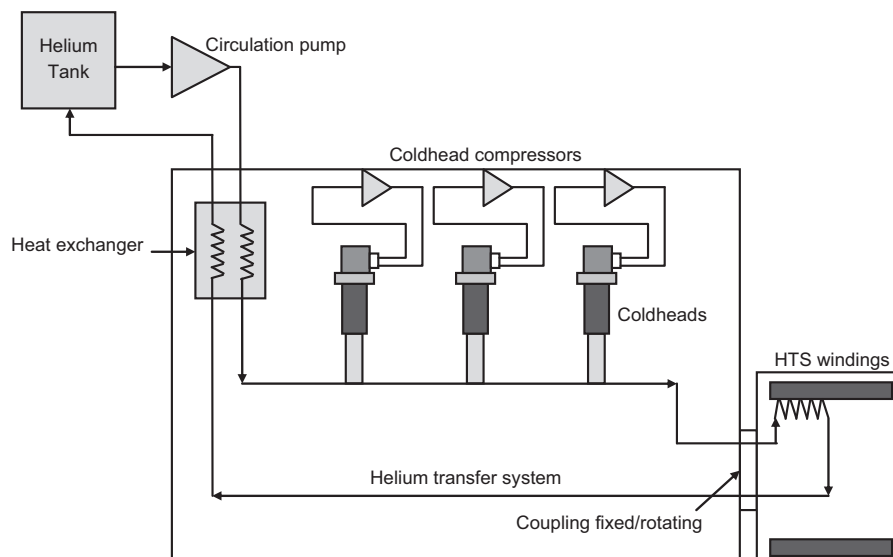 Helium
Tank
Circulation pump
Coldhead compressors
Heat exchanger
Coldheads
HTS windings
Helium transfer system
Coupling fixed/rotating